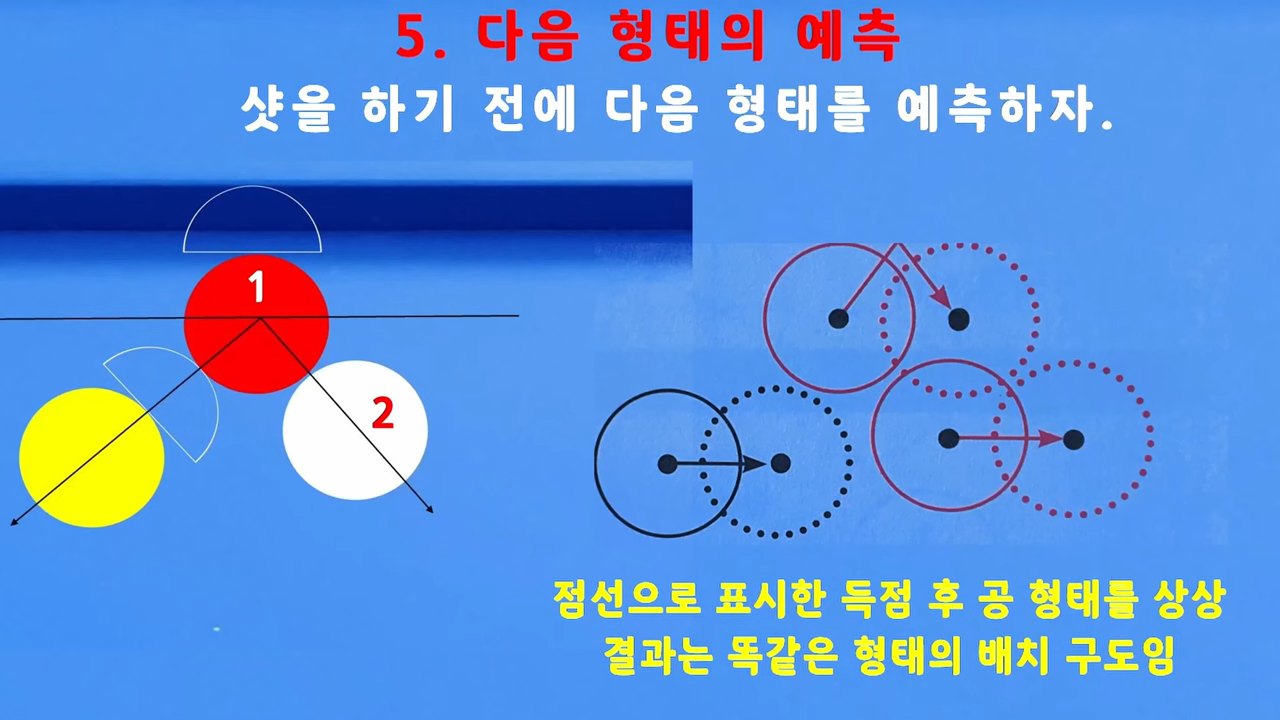 5. 다음 형태의 예측
샷을 하기 전에 다음 형태를 예측하자.
1
2
점선으로 표시한 득점 후 공 형태를 상상
결과는 똑같은 형태의 배치 구도임